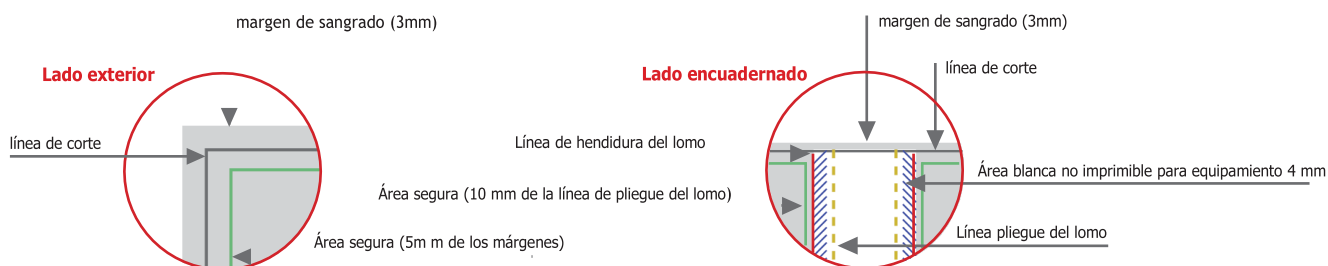 margen de sangrado (3mm)
Lado exterior
línea de corte
Área segura (5m m de los márgenes)
margen de sangrado (3mm)
Lado encuadernado
línea de corte
Línea de hendidura del lomo
Área blanca no imprimible para equipamiento 4 mm
Área segura (10 mm de la línea de pliegue del lomo)
Línea pliegue del lomo